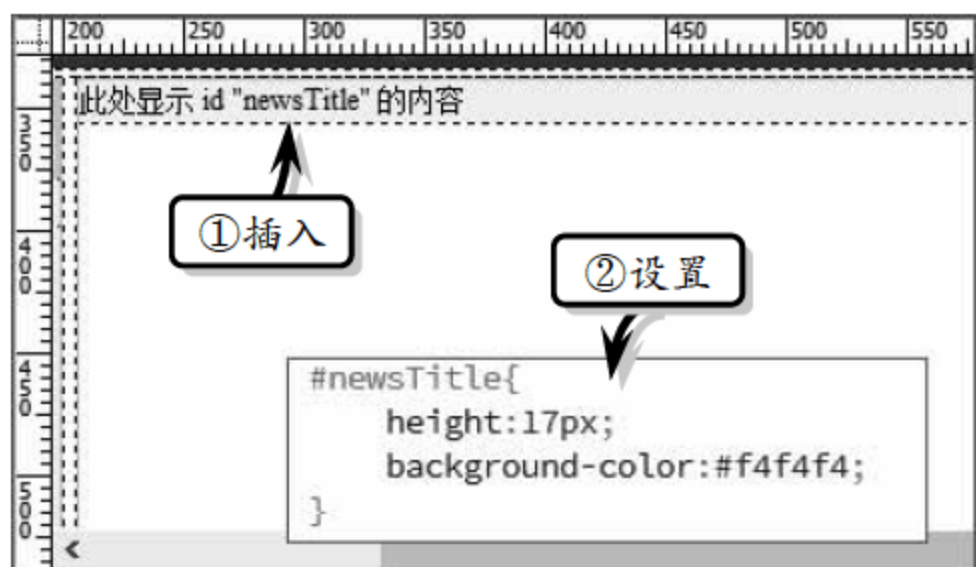 200 250 300 350 400 450 500 550
此处显示 id "newsTitle" 的内容
350
①插入
400
②设置
450
#newsTitle{
height:17px;
background-color:#f4f4f4;
500
}